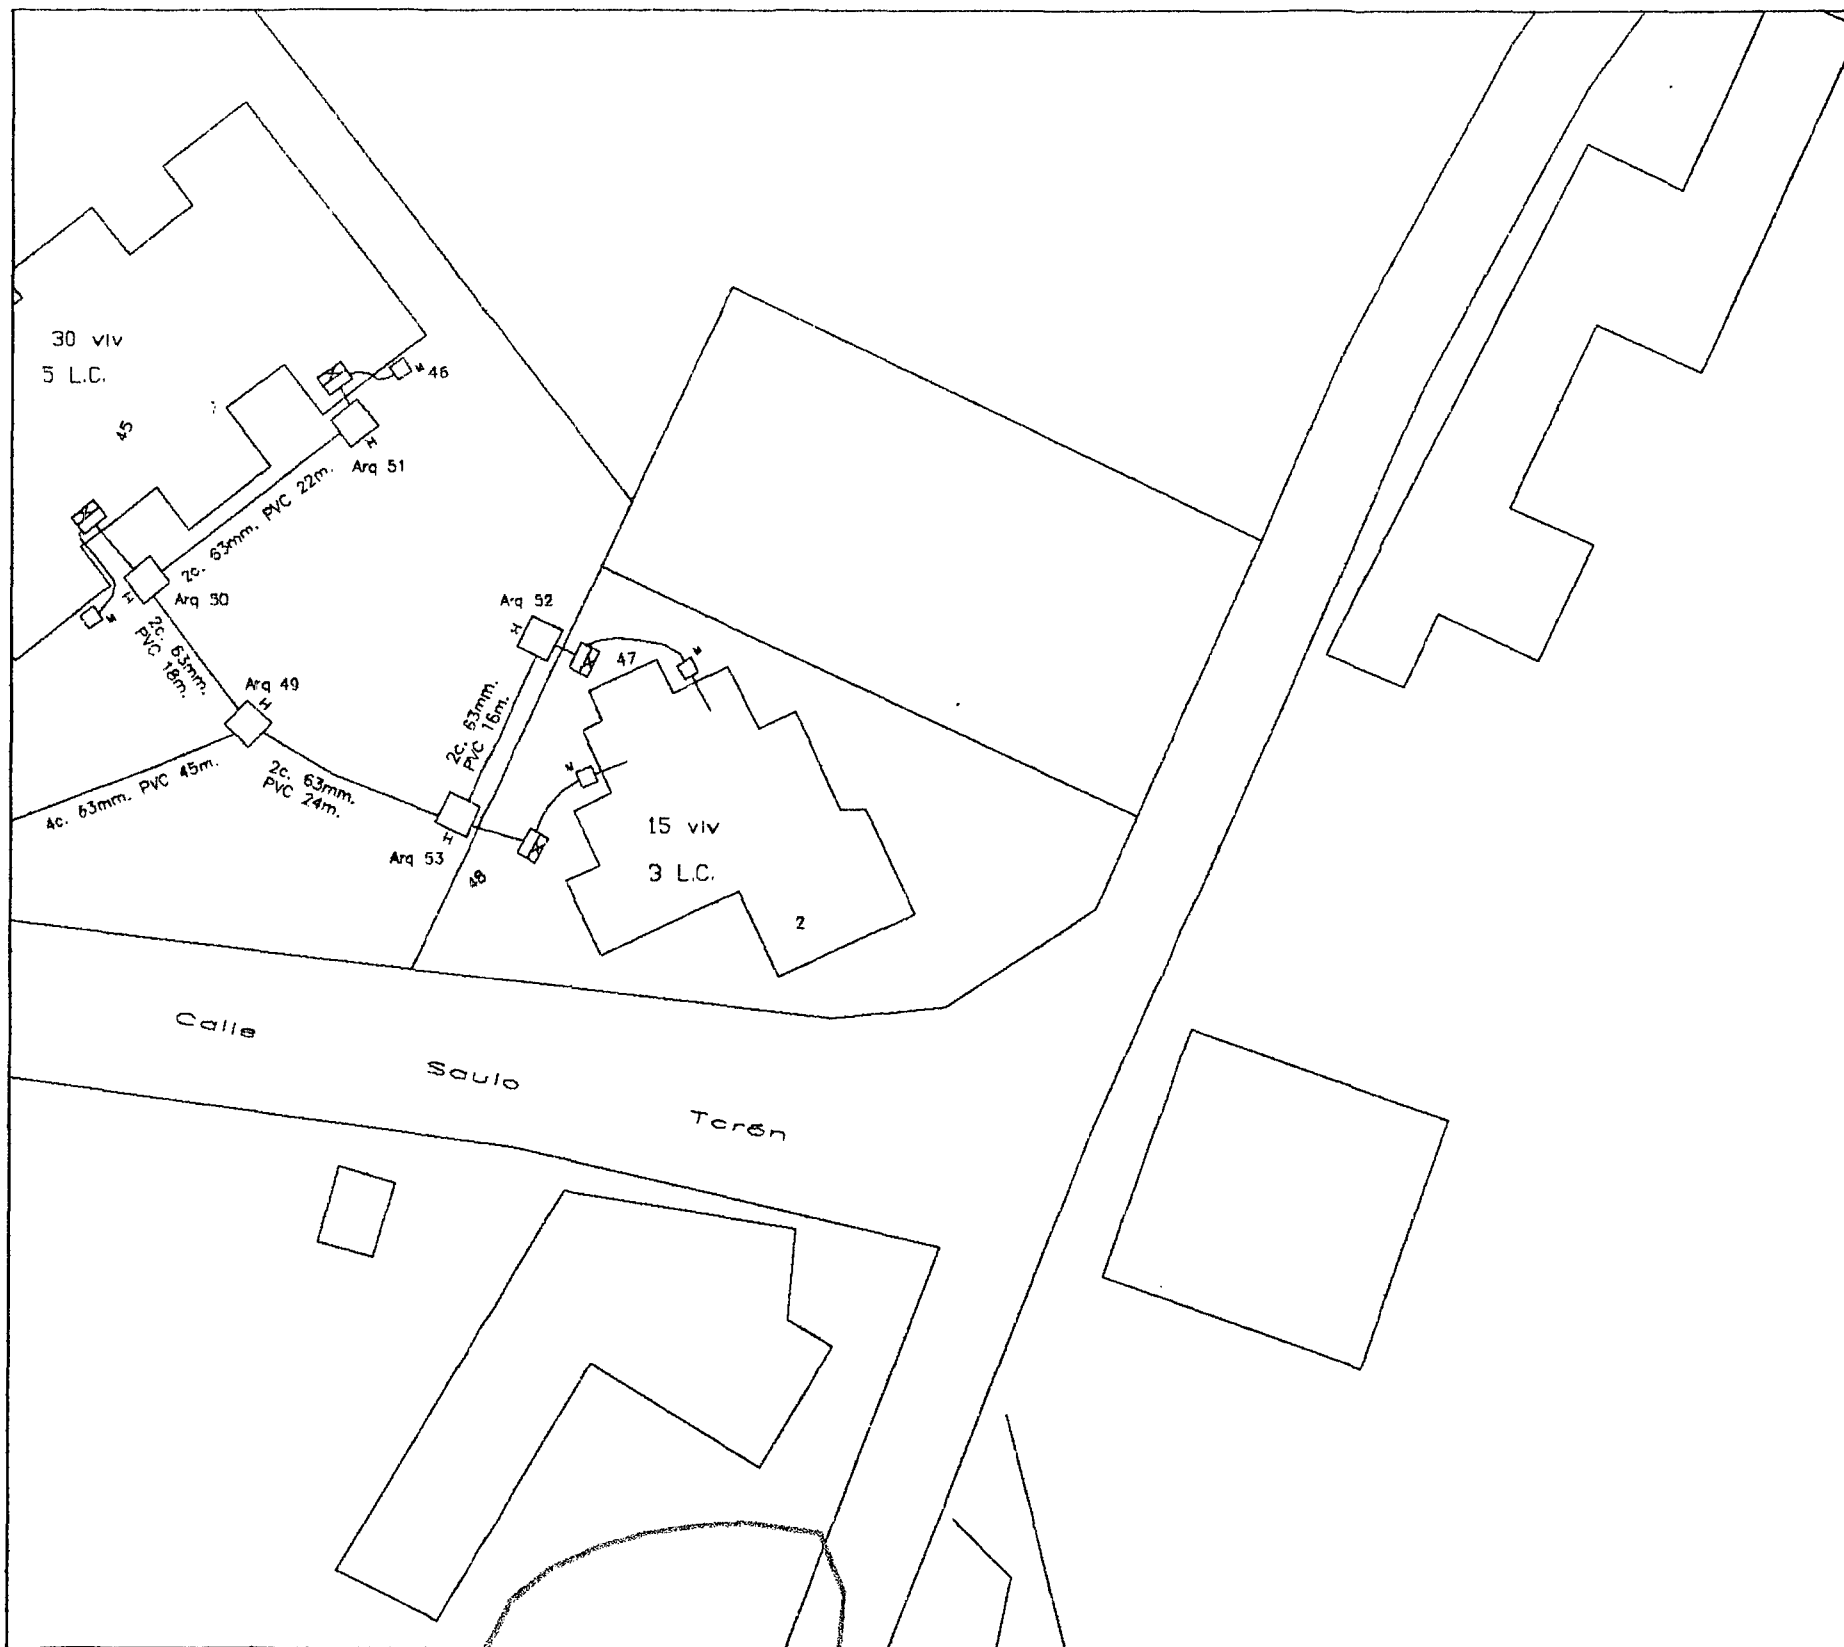 30 viv
5 L.C.
45
46
Arq 51
2c. 63mm. PVC 22m.
H
Arq 50
H
M
2c. 63mm.
PVC 18m.
Arq 49
H
4c. 63mm. PVC 45m.
2c. 63mm.
PVC 24m.
Arq 52
H
47
M
2c. 63mm.
PVC 16m.
M
Arq 53
H
48
15 viv
3 L.C.
2
Calle
Saulo
Torón